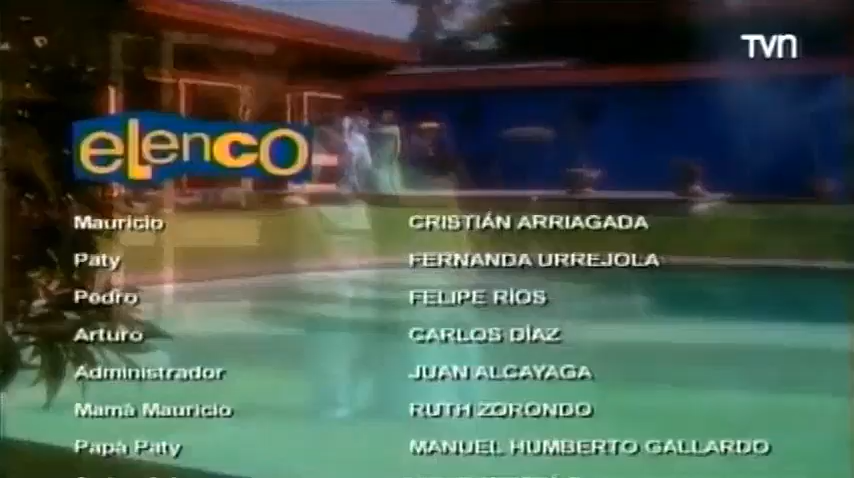 TVN
eLenco
Mauricio CRISTIÁN ARRIAGADA
Paty FERNANDA URREJOLA
Pedro FELIPE RÍOS
Arturo CARLOS DÍAZ
Administrador JUAN ALCAYAGA
Mamá Mauricio RUTH ZORONDO
Papá Paty MANUEL HUMBERTO GALLARDO